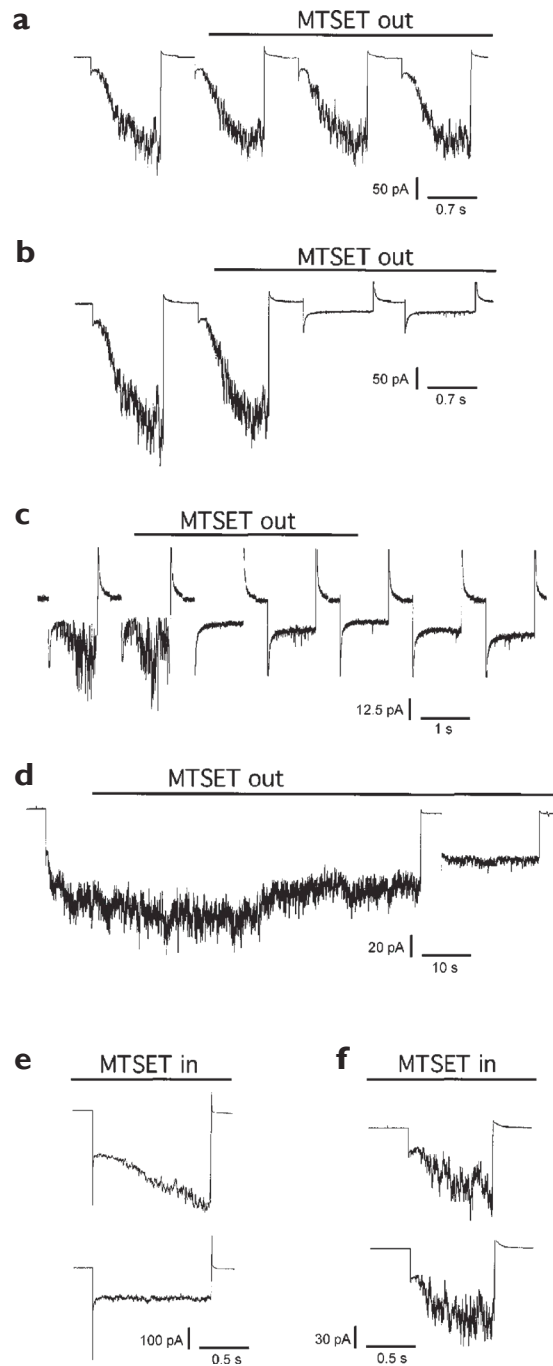 a
MTSET out
50 pA
0.7 s
b
MTSET out
50 pA
0.7 s
c
MTSET out
12.5 pA
1 s
d
MTSET out
20 pA
10 s
e
MTSET in
100 pA
0.5 s
f
MTSET in
30 pA
0.5 s